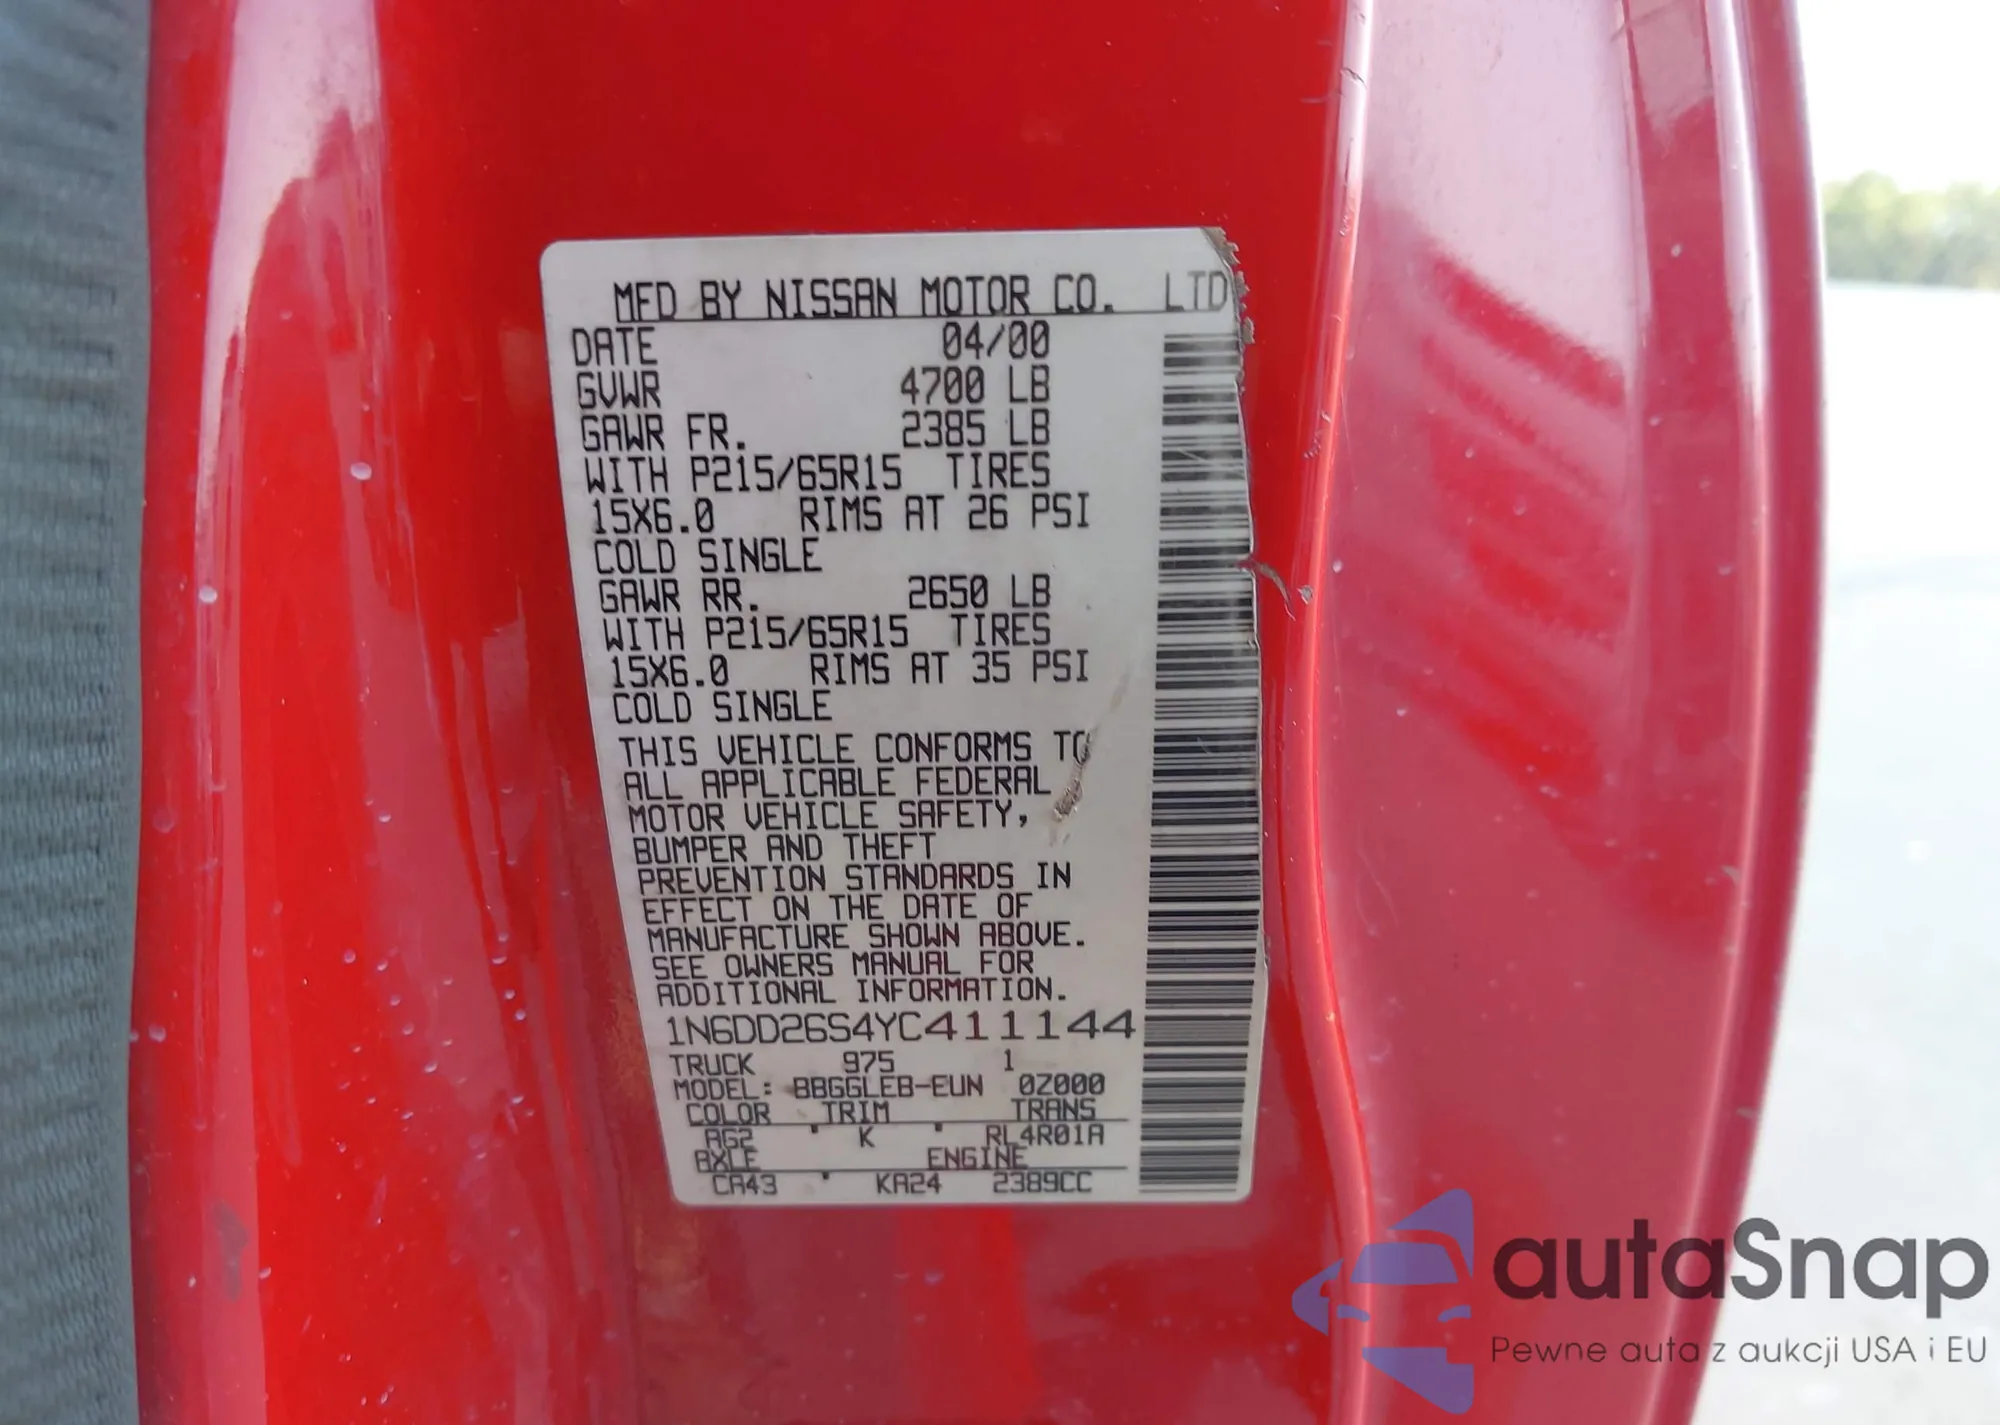 MFD BY NISSAN MOTOR CO. LTD
DATE 04/00
GVWR 4700 LB
GAWR FR. 2385 LB
WITH P215/65R15 TIRES
15X6.0 RIMS AT 26 PSI
COLD SINGLE
GAWR RR. 2650 LB
WITH P215/65R15 TIRES
15X6.0 RIMS AT 35 PSI
COLD SINGLE
THIS VEHICLE CONFORMS TO
ALL APPLICABLE FEDERAL
MOTOR VEHICLE SAFETY,
BUMPER AND THEFT
PREVENTION STANDARDS IN
EFFECT ON THE DATE OF
MANUFACTURE SHOWN ABOVE.
SEE OWNERS MANUAL FOR
ADDITIONAL INFORMATION.
1N6DD26S4YC411144
TRUCK 975 1
MODEL: BBGGLEB-EUN 0Z000
COLOR TRIM TRANS
AG2 K RL4R01A
AXLE ENGINE
CA43 KA24 2389CC
autaSnap
Pewne auta z aukcji USA i EU